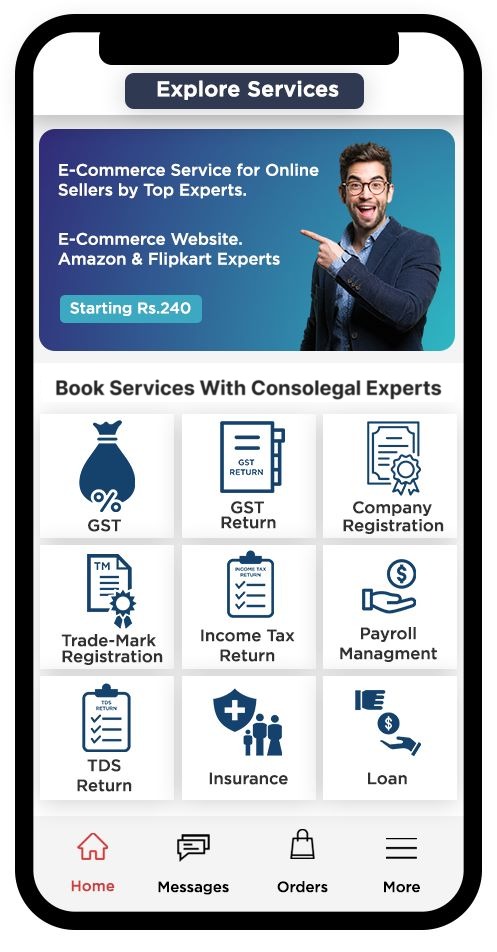 Explore Services
E-Commerce Service for Online
Sellers by Top Experts.
E-Commerce Website.
Amazon & Flipkart Experts
Starting Rs.240
Book Services With Consolegal Experts
%
GST
GST
RETURN
GST
Return
Company
Registration
TM
Trade-Mark
Registration
INCOME TAX
RETURN
Income Tax
Return
$
Payroll
Managment
TDS
RETURN
TDS
Return
Insurance
$
Loan
Home
Messages
Orders
More